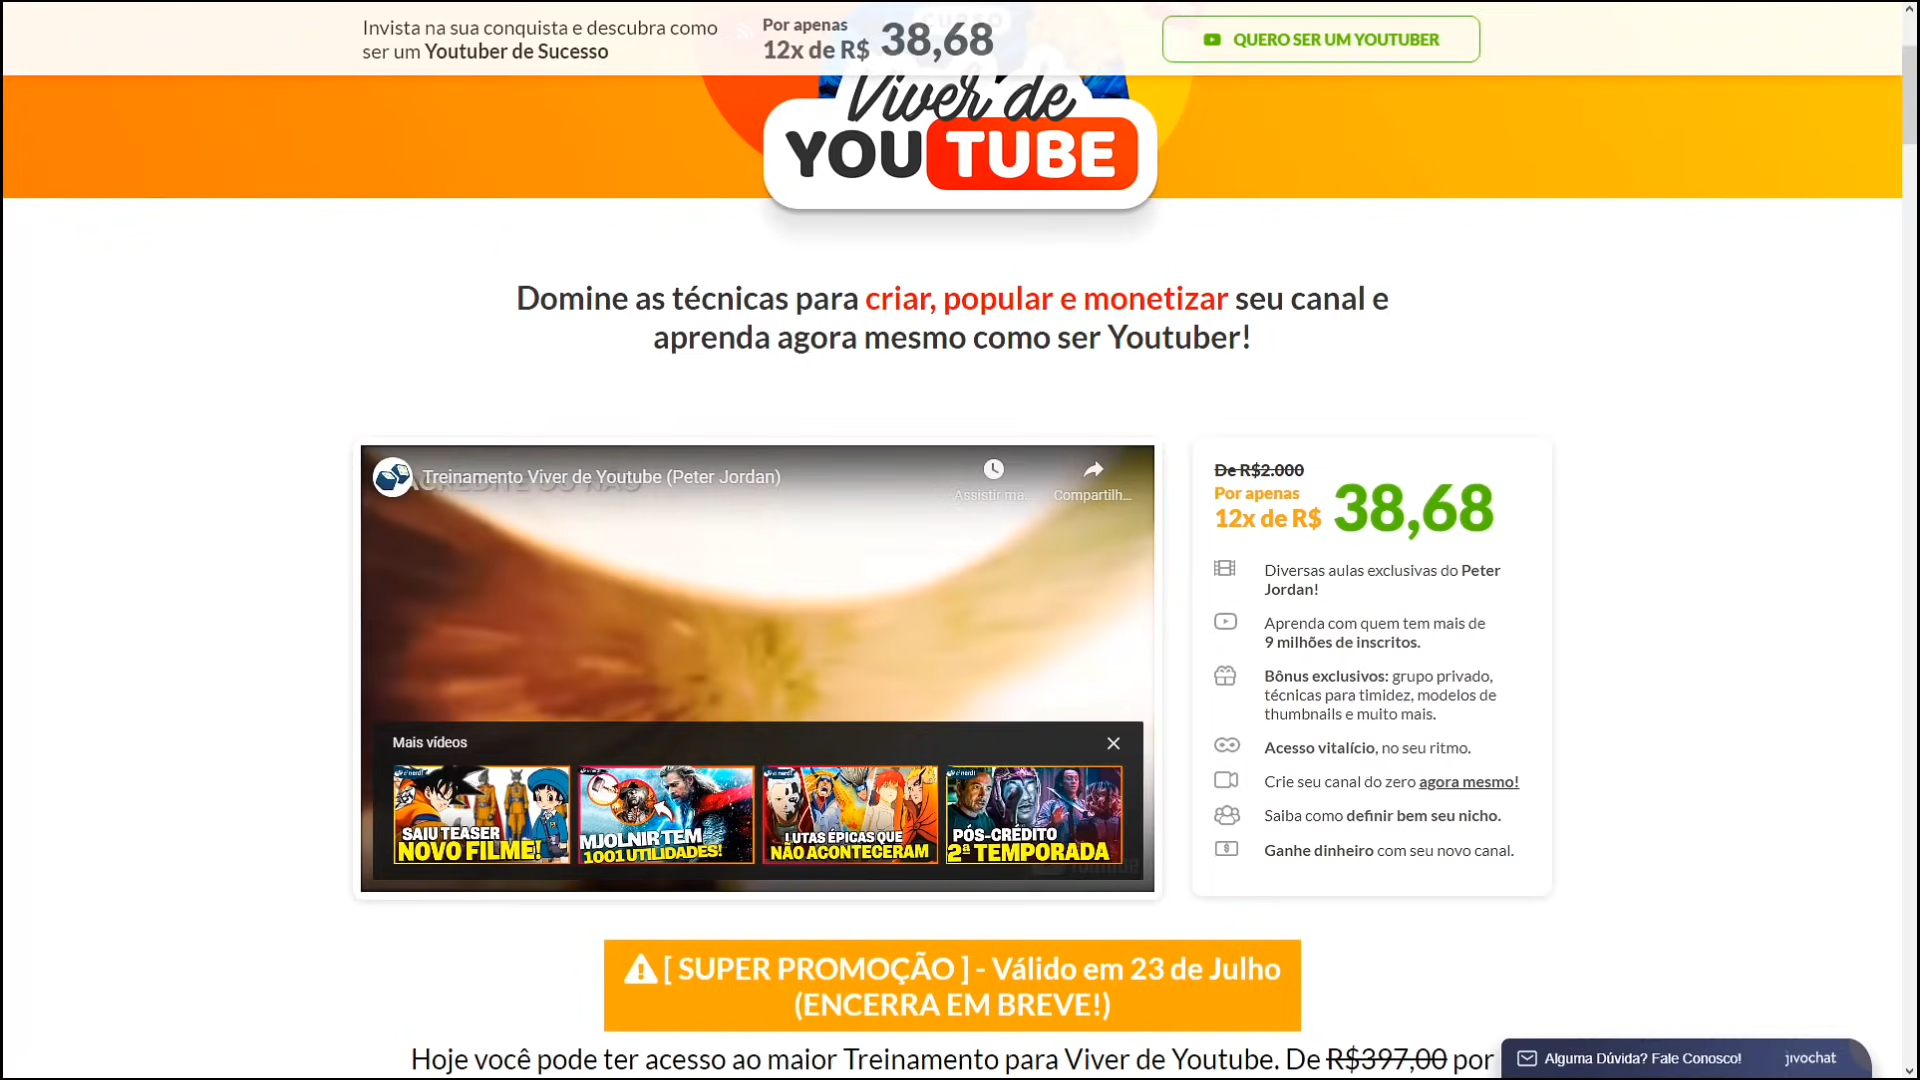 Invista na sua conquista e descubra como
ser um Youtuber de Sucesso
Por apenas
12x de R$ 38,68
QUERO SER UM YOUTUBER
CURSO
Viver de
YOUTUBE
Domine as técnicas para criar, popular e monetizar seu canal e
aprenda agora mesmo como ser Youtuber!
Treinamento Viver de Youtube (Peter Jordan)
Assistir ma...
Compartilh...
Mais vídeos
SAIU TEASER
NOVO FILME!
MJOLNIR TEM
1001 UTILIDADES!
LUTAS ÉPICAS QUE
NÃO ACONTECERAM
PÓS-CRÉDITO
2ª TEMPORADA
De R$2.000
Por apenas
12x de R$ 38,68
Diversas aulas exclusivas do Peter
Jordan!
Aprenda com quem tem mais de
9 milhões de inscritos.
Bônus exclusivos: grupo privado,
técnicas para timidez, modelos de
thumbnails e muito mais.
Acesso vitalício, no seu ritmo.
Crie seu canal do zero agora mesmo!
Saiba como definir bem seu nicho.
Ganhe dinheiro com seu novo canal.
[ SUPER PROMOÇÃO ] - Válido em 23 de Julho
(ENCERRA EM BREVE!)
Hoje você pode ter acesso ao maior Treinamento para Viver de Youtube. De R$397,00 por
Alguma Dúvida? Fale Conosco!
jivochat